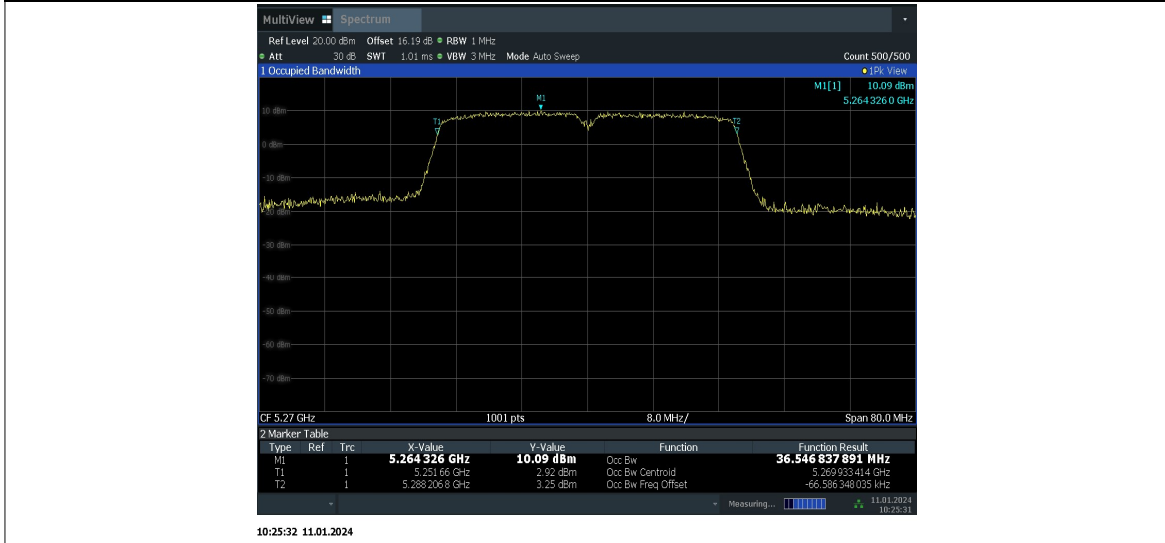 MultiView Spectrum
Ref Level 20.00 dBm Offset 16.19 dB RBW 1 MHz
Att 30 dB SWT 1.01 ms VBW 3 MHz Mode Auto Sweep Count 500/500
1 Occupied Bandwidth 1Pk View
M1[1] 10.09 dBm
5.264 326 0 GHz
M1
10 dBm
T1 T2
0 dBm
-10 dBm
-20 dBm
-30 dBm
-40 dBm
-50 dBm
-60 dBm
-70 dBm
CF 5.27 GHz 1001 pts 8.0 MHz/ Span 80.0 MHz
2 Marker Table
Type Ref Trc X-Value Y-Value Function Function Result
M1 1 5.264 326 GHz 10.09 dBm Occ Bw 36.546 837 891 MHz
T1 1 5.251 66 GHz 2.92 dBm Occ Bw Centroid 5.269 933 414 GHz
T2 1 5.288 206 8 GHz 3.25 dBm Occ Bw Freq Offset -66.586 348 035 kHz
Measuring... 11.01.2024
10:25:31
10:25:32 11.01.2024